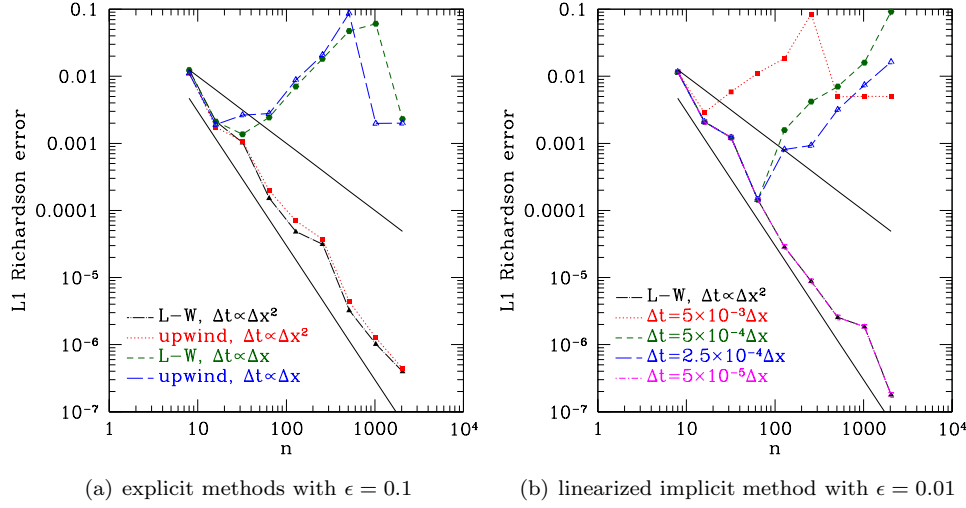 0.1
0.01
0.001
0.0001
10⁻⁵
10⁻⁶
10⁻⁷
L1 Richardson error
L−W, Δt∝Δx²
upwind, Δt∝Δx²
L−W, Δt∝Δx
upwind, Δt∝Δx
1
10
100
1000
10⁴
n
(a) explicit methods with ϵ = 0.1
0.1
0.01
0.001
0.0001
10⁻⁵
10⁻⁶
10⁻⁷
L1 Richardson error
L−W, Δt∝Δx²
Δt=5×10⁻³Δx
Δt=5×10⁻⁴Δx
Δt=2.5×10⁻⁴Δx
Δt=5×10⁻⁵Δx
1
10
100
1000
10⁴
n
(b) linearized implicit method with ϵ = 0.01